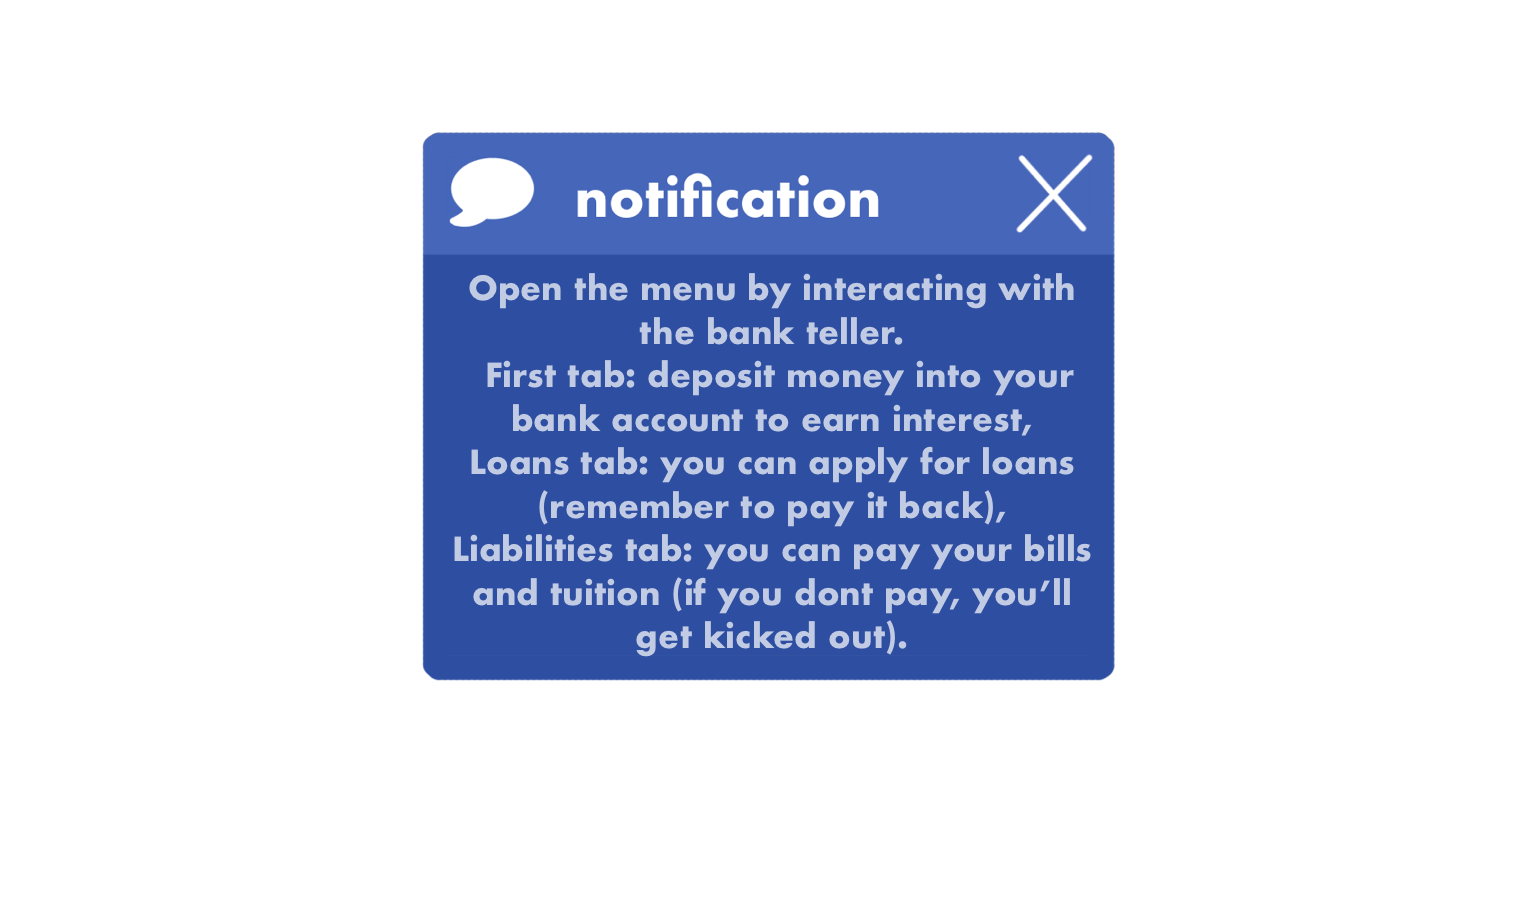 notification
Open the menu by interacting with
the bank teller.
First tab: deposit money into your
bank account to earn interest,
Loans tab: you can apply for loans
(remember to pay it back),
Liabilities tab: you can pay your bills
and tuition (if you dont pay, you’ll
get kicked out).